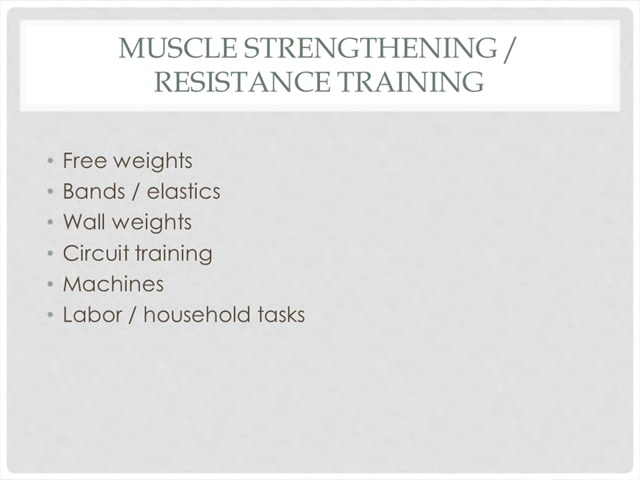 MUSCLE STRENGTHENING /
RESISTANCE TRAINING
• Free weights
• Bands / elastics
• Wall weights
• Circuit training
• Machines
• Labor / household tasks